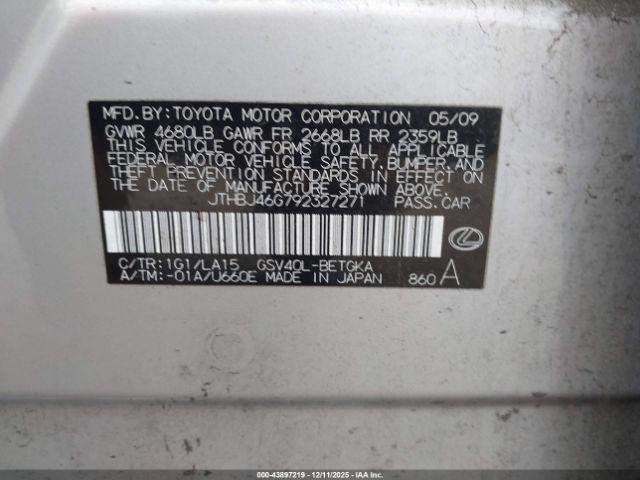 MFD.BY:TOYOTA MOTOR CORPORATION 05/09
GVWR 4680LB GAWR FR 2668LB RR 2359LB
THIS VEHICLE CONFORMS TO ALL APPLICABLE
FEDERAL MOTOR VEHICLE SAFETY, BUMPER, AND
THEFT PREVENTION STANDARDS IN EFFECT ON
THE DATE OF MANUFACTURE SHOWN ABOVE.
JTHBJ46G792327271 PASS.CAR
C/TR:1G1/LA15 GSV40L-BETGKA
A/TM:-01A/U660E MADE IN JAPAN 860 A
000-43897219 - 12/11/2025 - IAAI.com